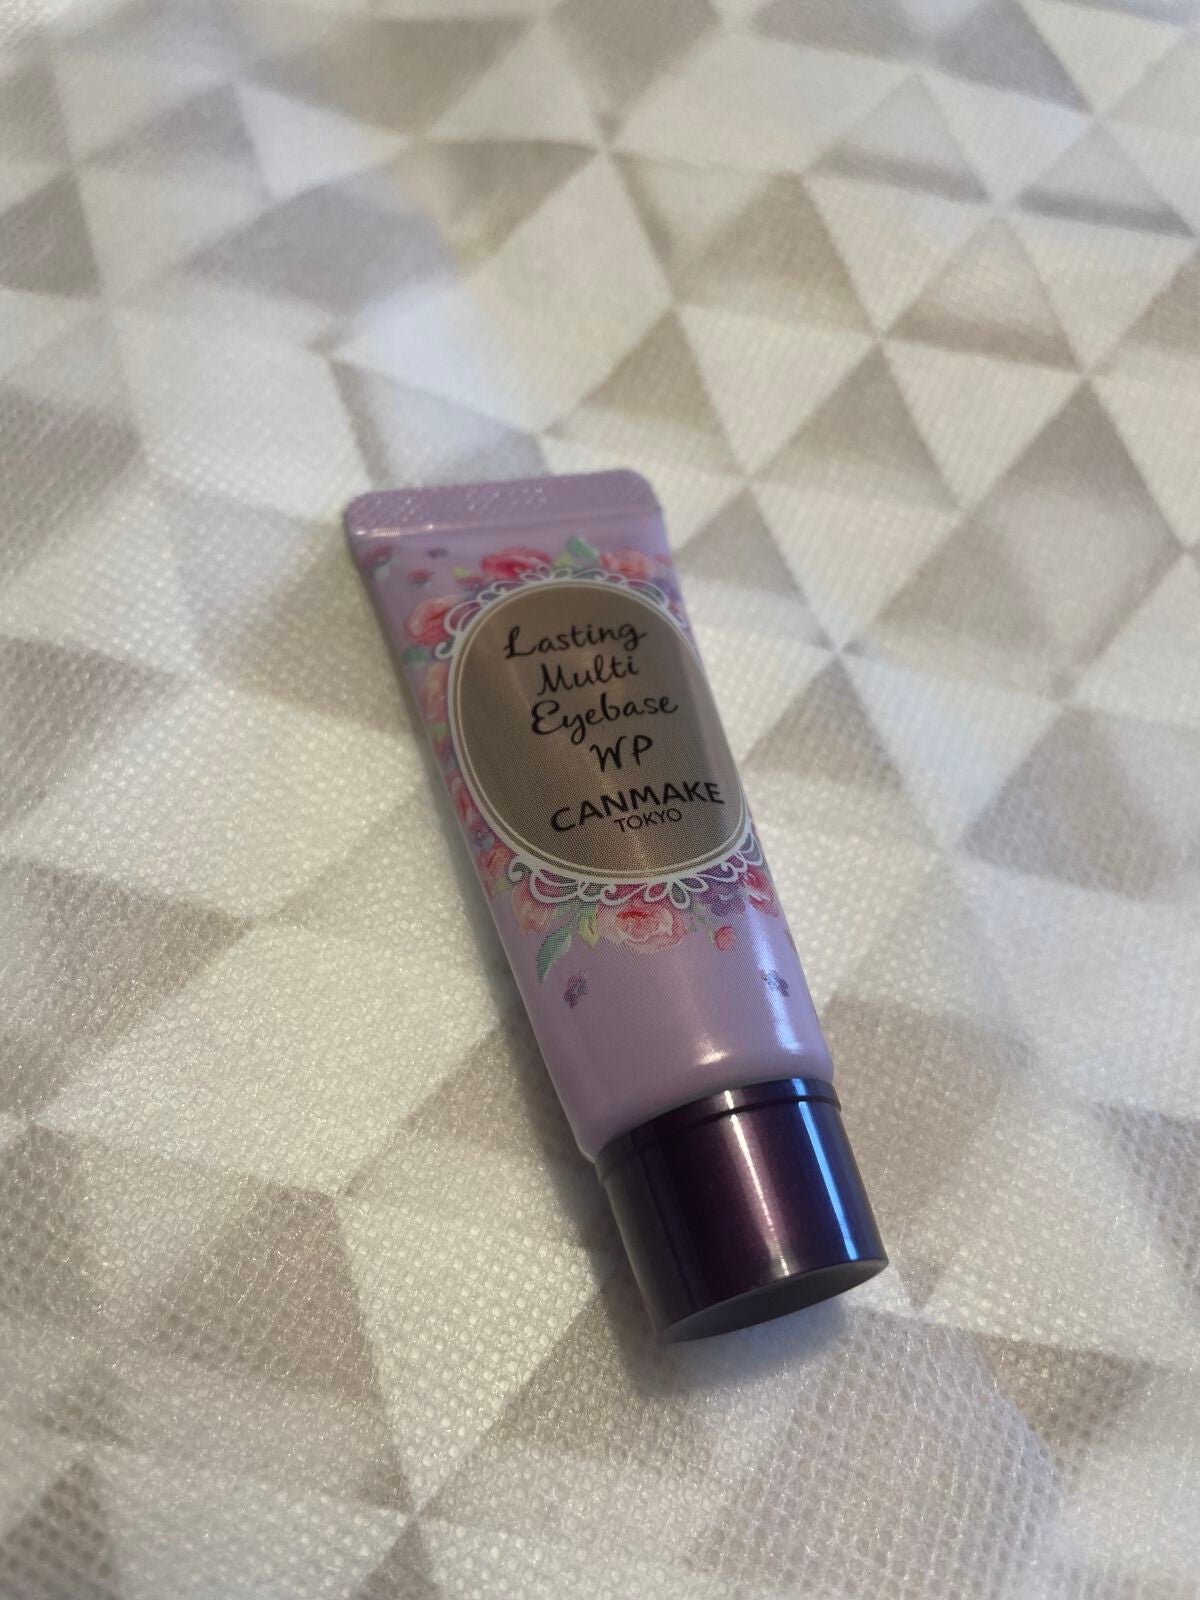 Lasting
Multi
Eyebase
WP
CANMAKE
TOKYO